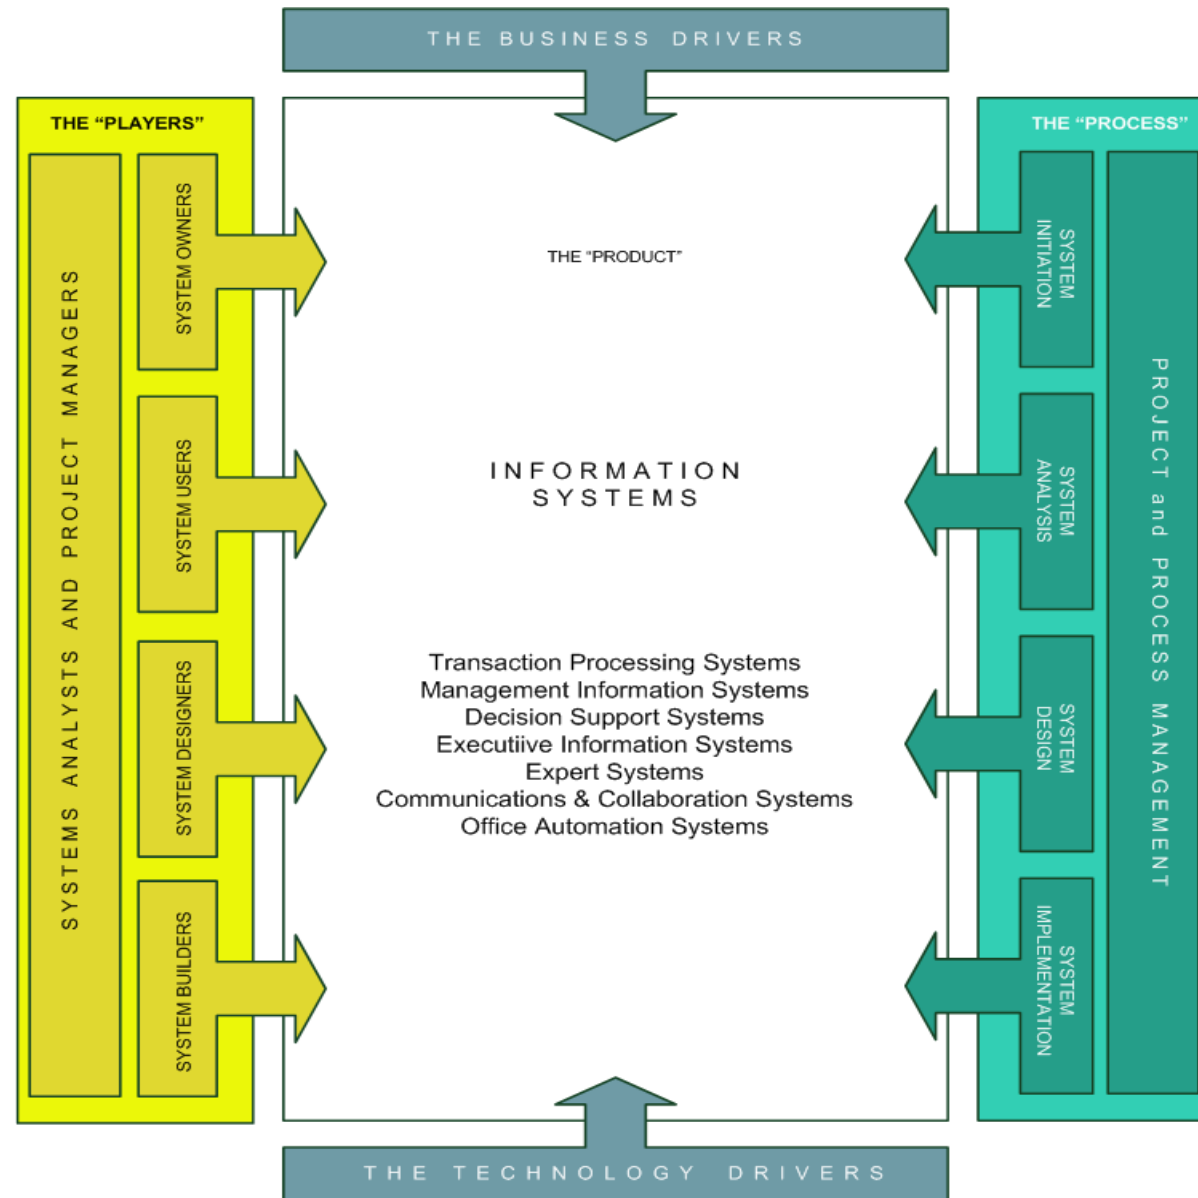 THE BUSINESS DRIVERS
THE “PLAYERS”
SYSTEMS ANALYSTS AND PROJECT MANAGERS
SYSTEM OWNERS
SYSTEM USERS
SYSTEM DESIGNERS
SYSTEM BUILDERS
THE “PRODUCT”
INFORMATION
SYSTEMS
Transaction Processing Systems
Management Information Systems
Decision Support Systems
Executiive Information Systems
Expert Systems
Communications & Collaboration Systems
Office Automation Systems
THE “PROCESS”
SYSTEM
INITIATION
SYSTEM
ANALYSIS
SYSTEM
DESIGN
SYSTEM
IMPLEMENTATION
PROJECT and PROCESS MANAGEMENT
THE TECHNOLOGY DRIVERS